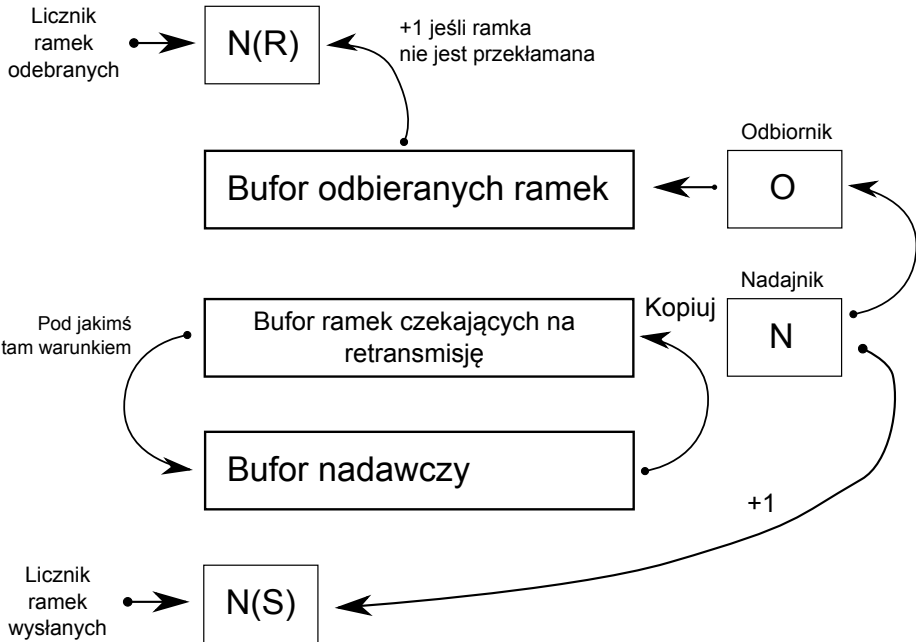 Licznik
ramek
odebranych
N(R)
+1 jeśli ramka
nie jest przekłamana
Odbiornik
Bufor odbieranych ramek
O
Nadajnik
Pod jakimś
tam warunkiem
Bufor ramek czekających na
retransmisję
Kopiuj
N
Bufor nadawczy
+1
Licznik
ramek
wysłanych
N(S)